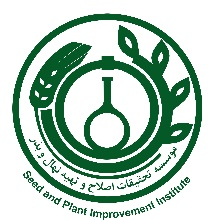 موسسه تحقیقات اصلاح و تهیه نهال و بذر
Seed and Plant Improvement Institute